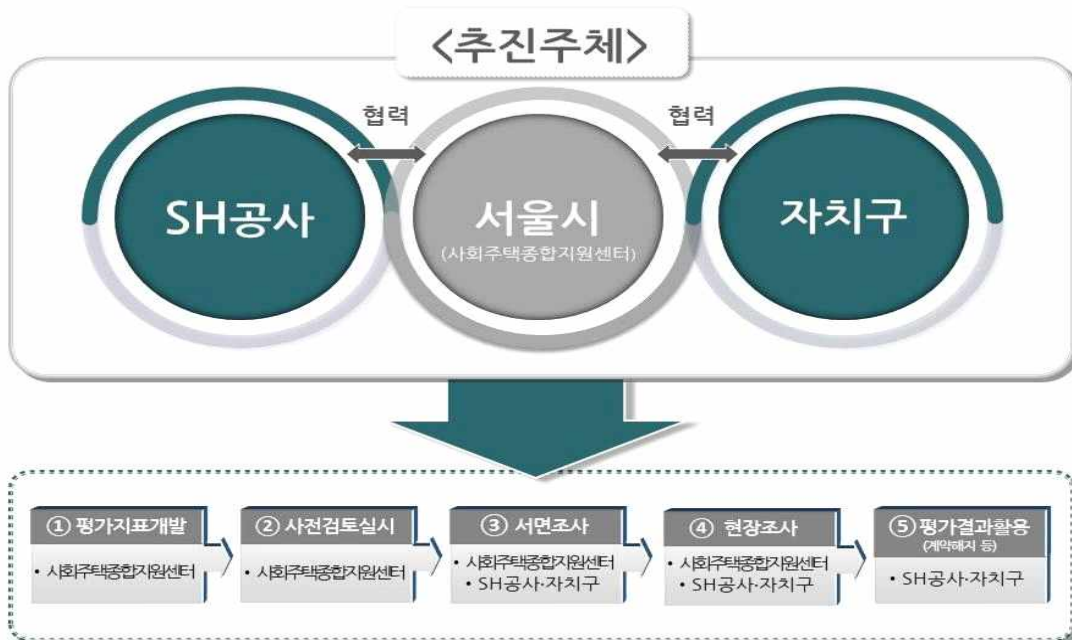 <추진주체>
협력
협력
SH공사
서울시
(사회주택종합지원센터)
자치구
① 평가지표개발
• 사회주택종합지원센터
② 사전검토실시
• 사회주택종합지원센터
③ 서면조사
• 사회주택종합지원센터
• SH공사·자치구
④ 현장조사
• 사회주택종합지원센터
• SH공사·자치구
⑤ 평가결과활용
(계약해지 등)
• SH공사·자치구